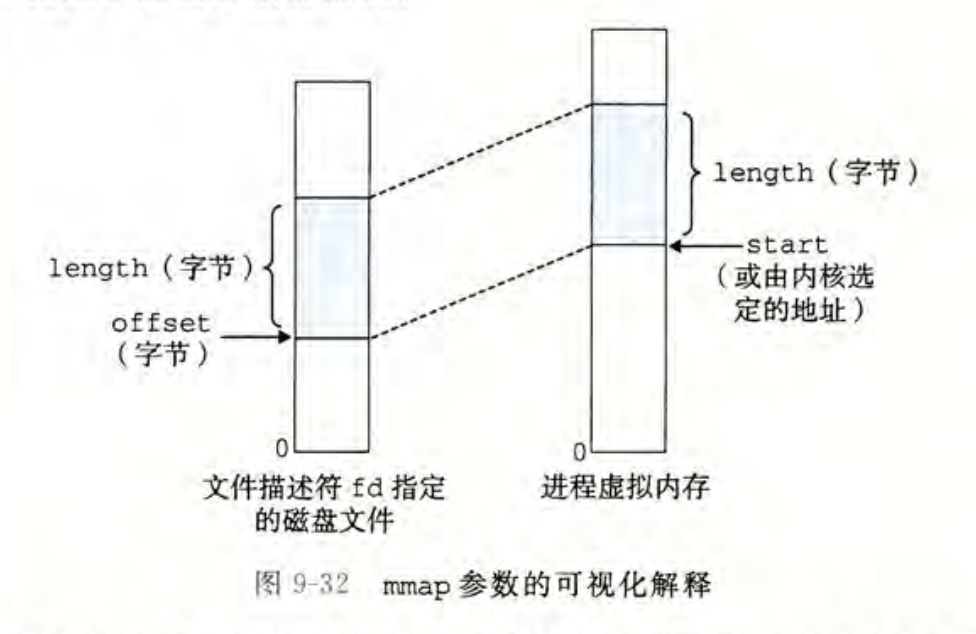 length（字节）
start
（或由内核选
定的地址）
length（字节）
offset
（字节）
0
0
文件描述符 fd 指定
的磁盘文件
进程虚拟内存
图 9-32 mmap 参数的可视化解释